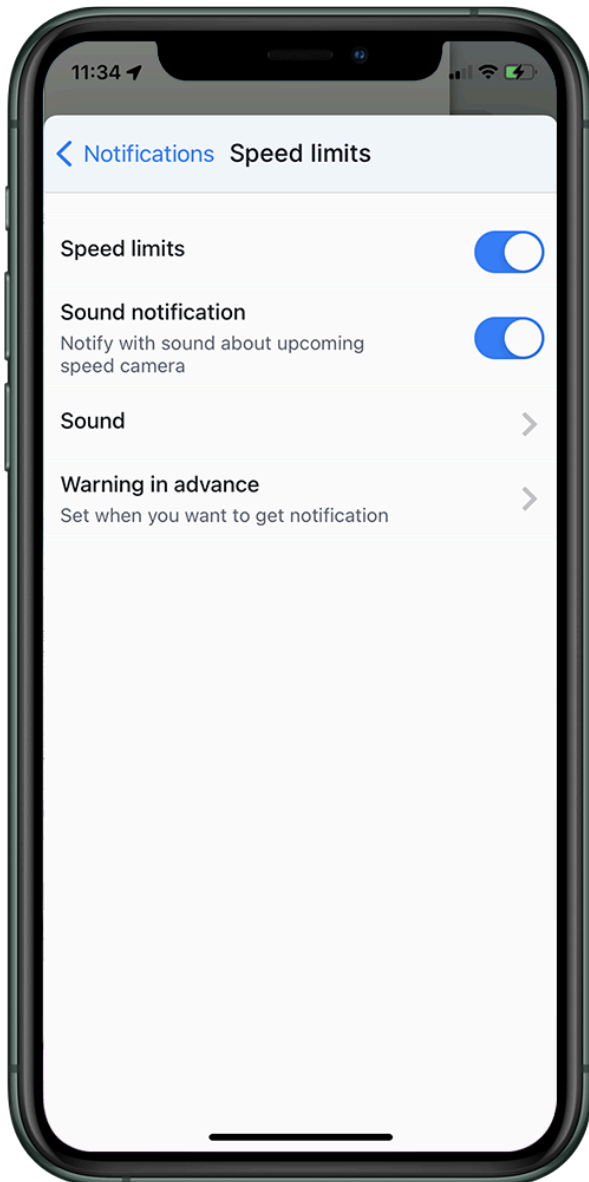 11:34
Notifications Speed limits
Speed limits
Sound notification
Notify with sound about upcoming
speed camera
Sound
Warning in advance
Set when you want to get notification